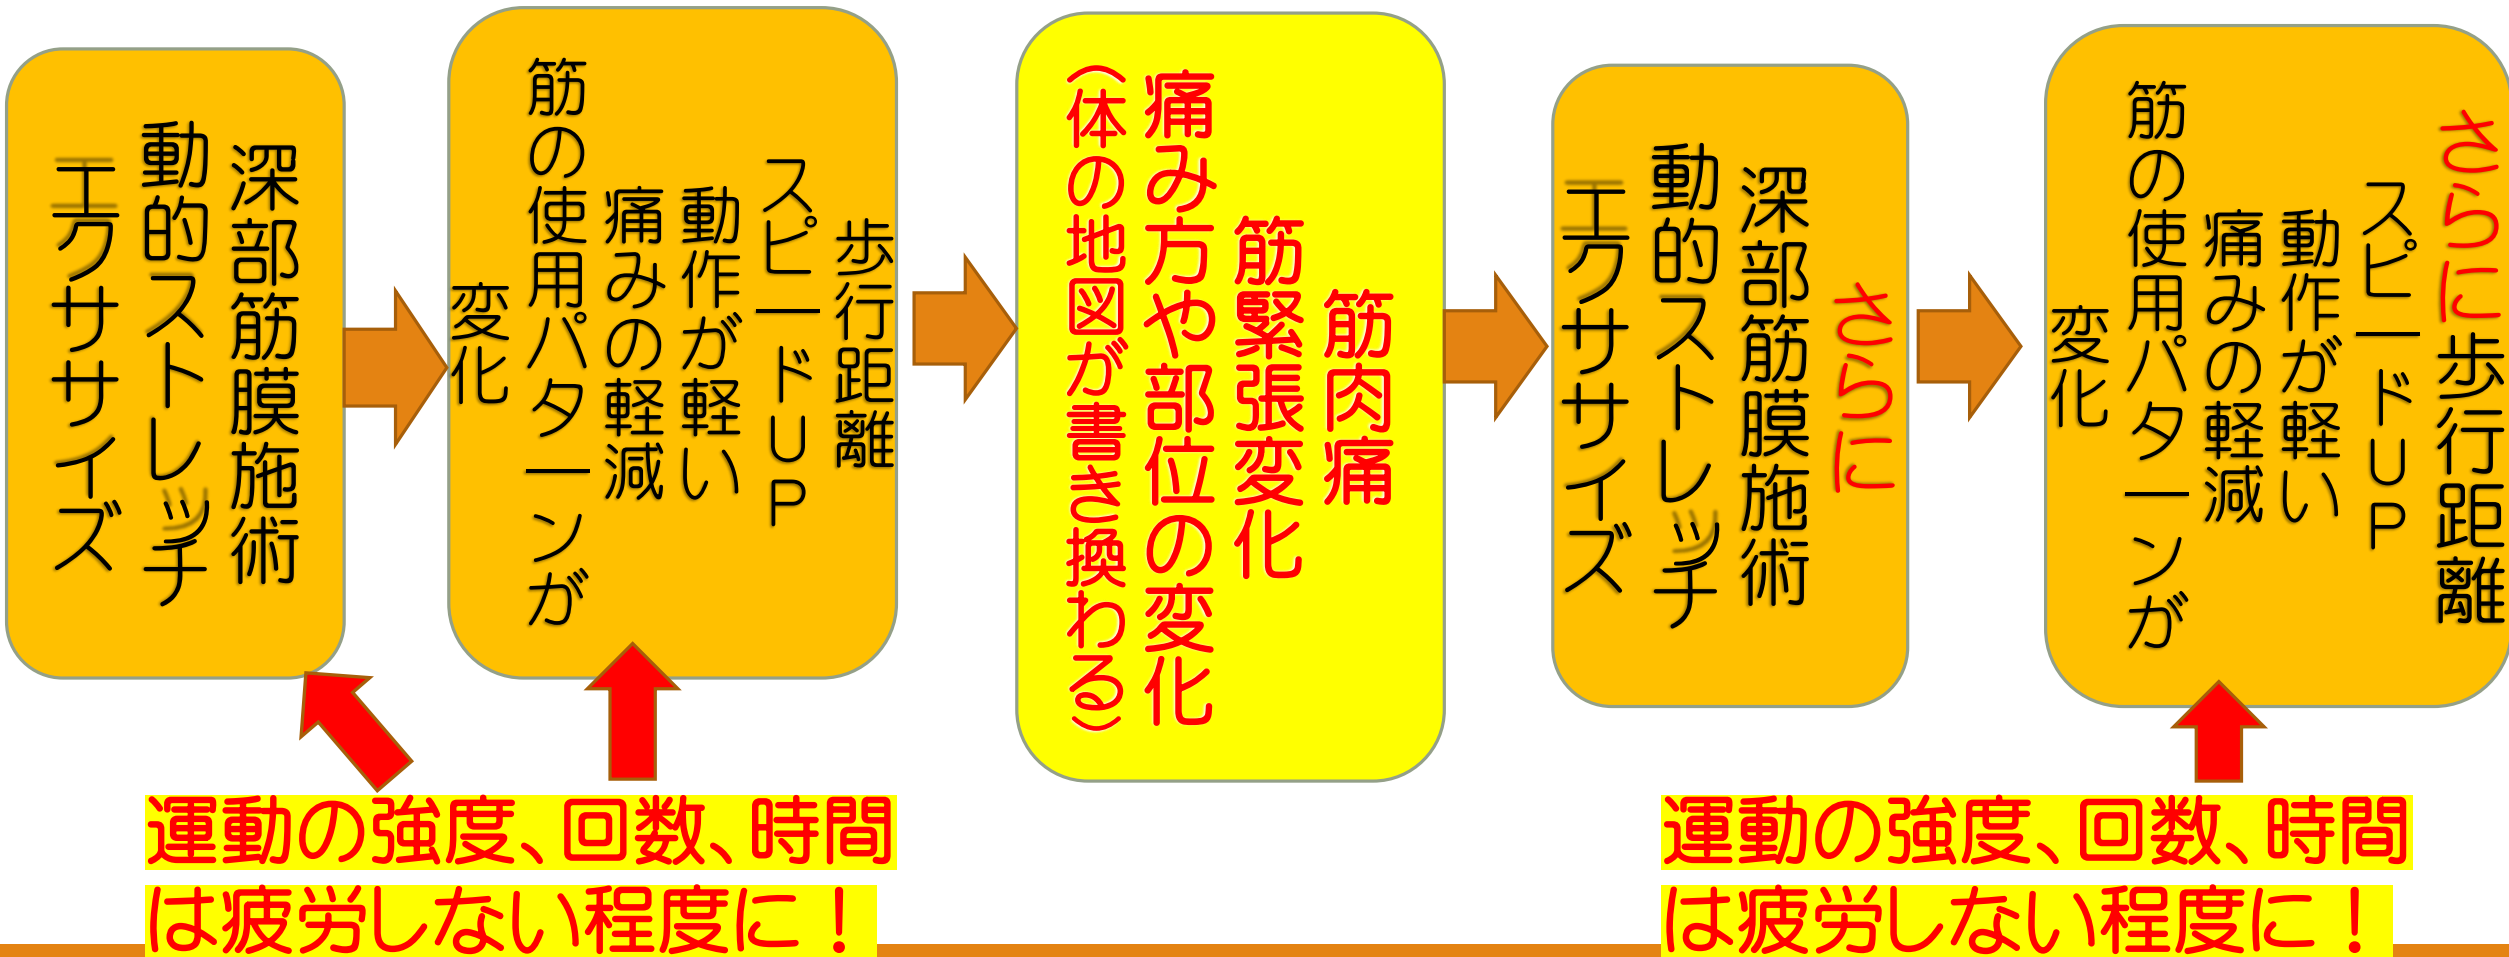 深部筋筋膜施術
動的ストレッチ
エクササイズ
歩行距離
スピードUP
動作が軽い
痛みの軽減
筋の使用パターンが
変化
筋肉痛
筋緊張変化
痛み方や部位の変化
(体の地図が書き換わる)
さらに
深部筋筋膜施術
動的ストレッチ
エクササイズ
さらに歩行距離
スピードUP
動作が軽い
痛みの軽減
筋の使用パターンが
変化
運動の強度、回数、時間
は疲労しない程度に!
運動の強度、回数、時間
は疲労しない程度に!